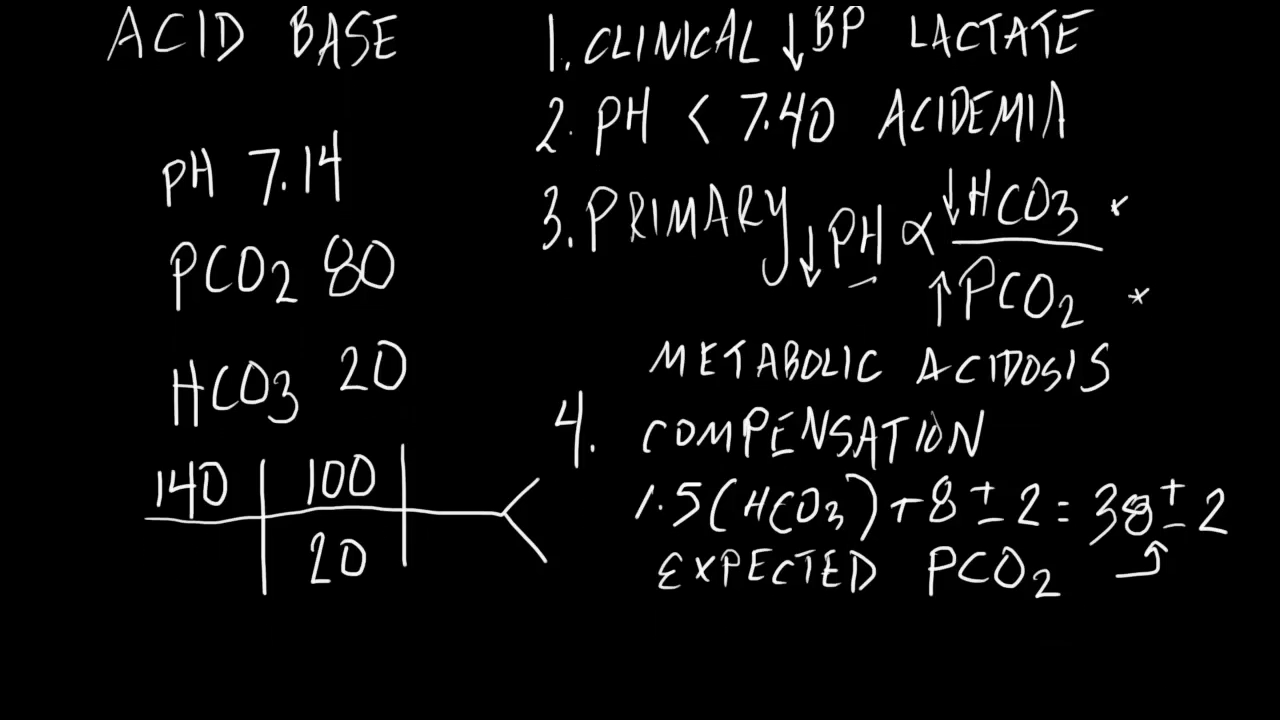 ACID BASE
PH 7.14
PCO2 80
HCO3 20
140 100
20
1. CLINICAL ↓BP LACTATE
2. PH < 7.40 ACIDEMIA
3. PRIMARY ↓PH ∝ ↓HCO3 *
↑PCO2 *
METABOLIC ACIDOSIS
4. COMPENSATION
1.5(HCO3) + 8 ± 2 = 38 ± 2
EXPECTED PCO2